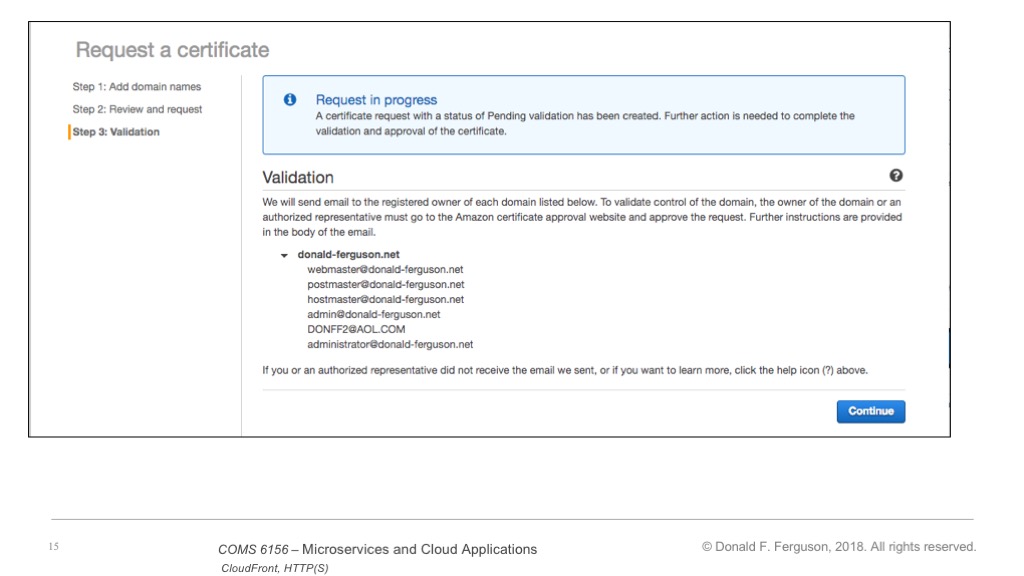 Request a certificate
Step 1: Add domain names
Step 2: Review and request
Step 3: Validation
Request in progress
A certificate request with a status of Pending validation has been created. Further action is needed to complete the
validation and approval of the certificate.
Validation
We will send email to the registered owner of each domain listed below. To validate control of the domain, the owner of the domain or an
authorized representative must go to the Amazon certificate approval website and approve the request. Further instructions are provided
in the body of the email.
donald-ferguson.net
webmaster@donald-ferguson.net
postmaster@donald-ferguson.net
hostmaster@donald-ferguson.net
admin@donald-ferguson.net
DONFF2@AOL.COM
administrator@donald-ferguson.net
If you or an authorized representative did not receive the email we sent, or if you want to learn more, click the help icon (?) above.
Continue
15
COMS 6156 – Microservices and Cloud Applications
CloudFront, HTTP(S)
© Donald F. Ferguson, 2018. All rights reserved.